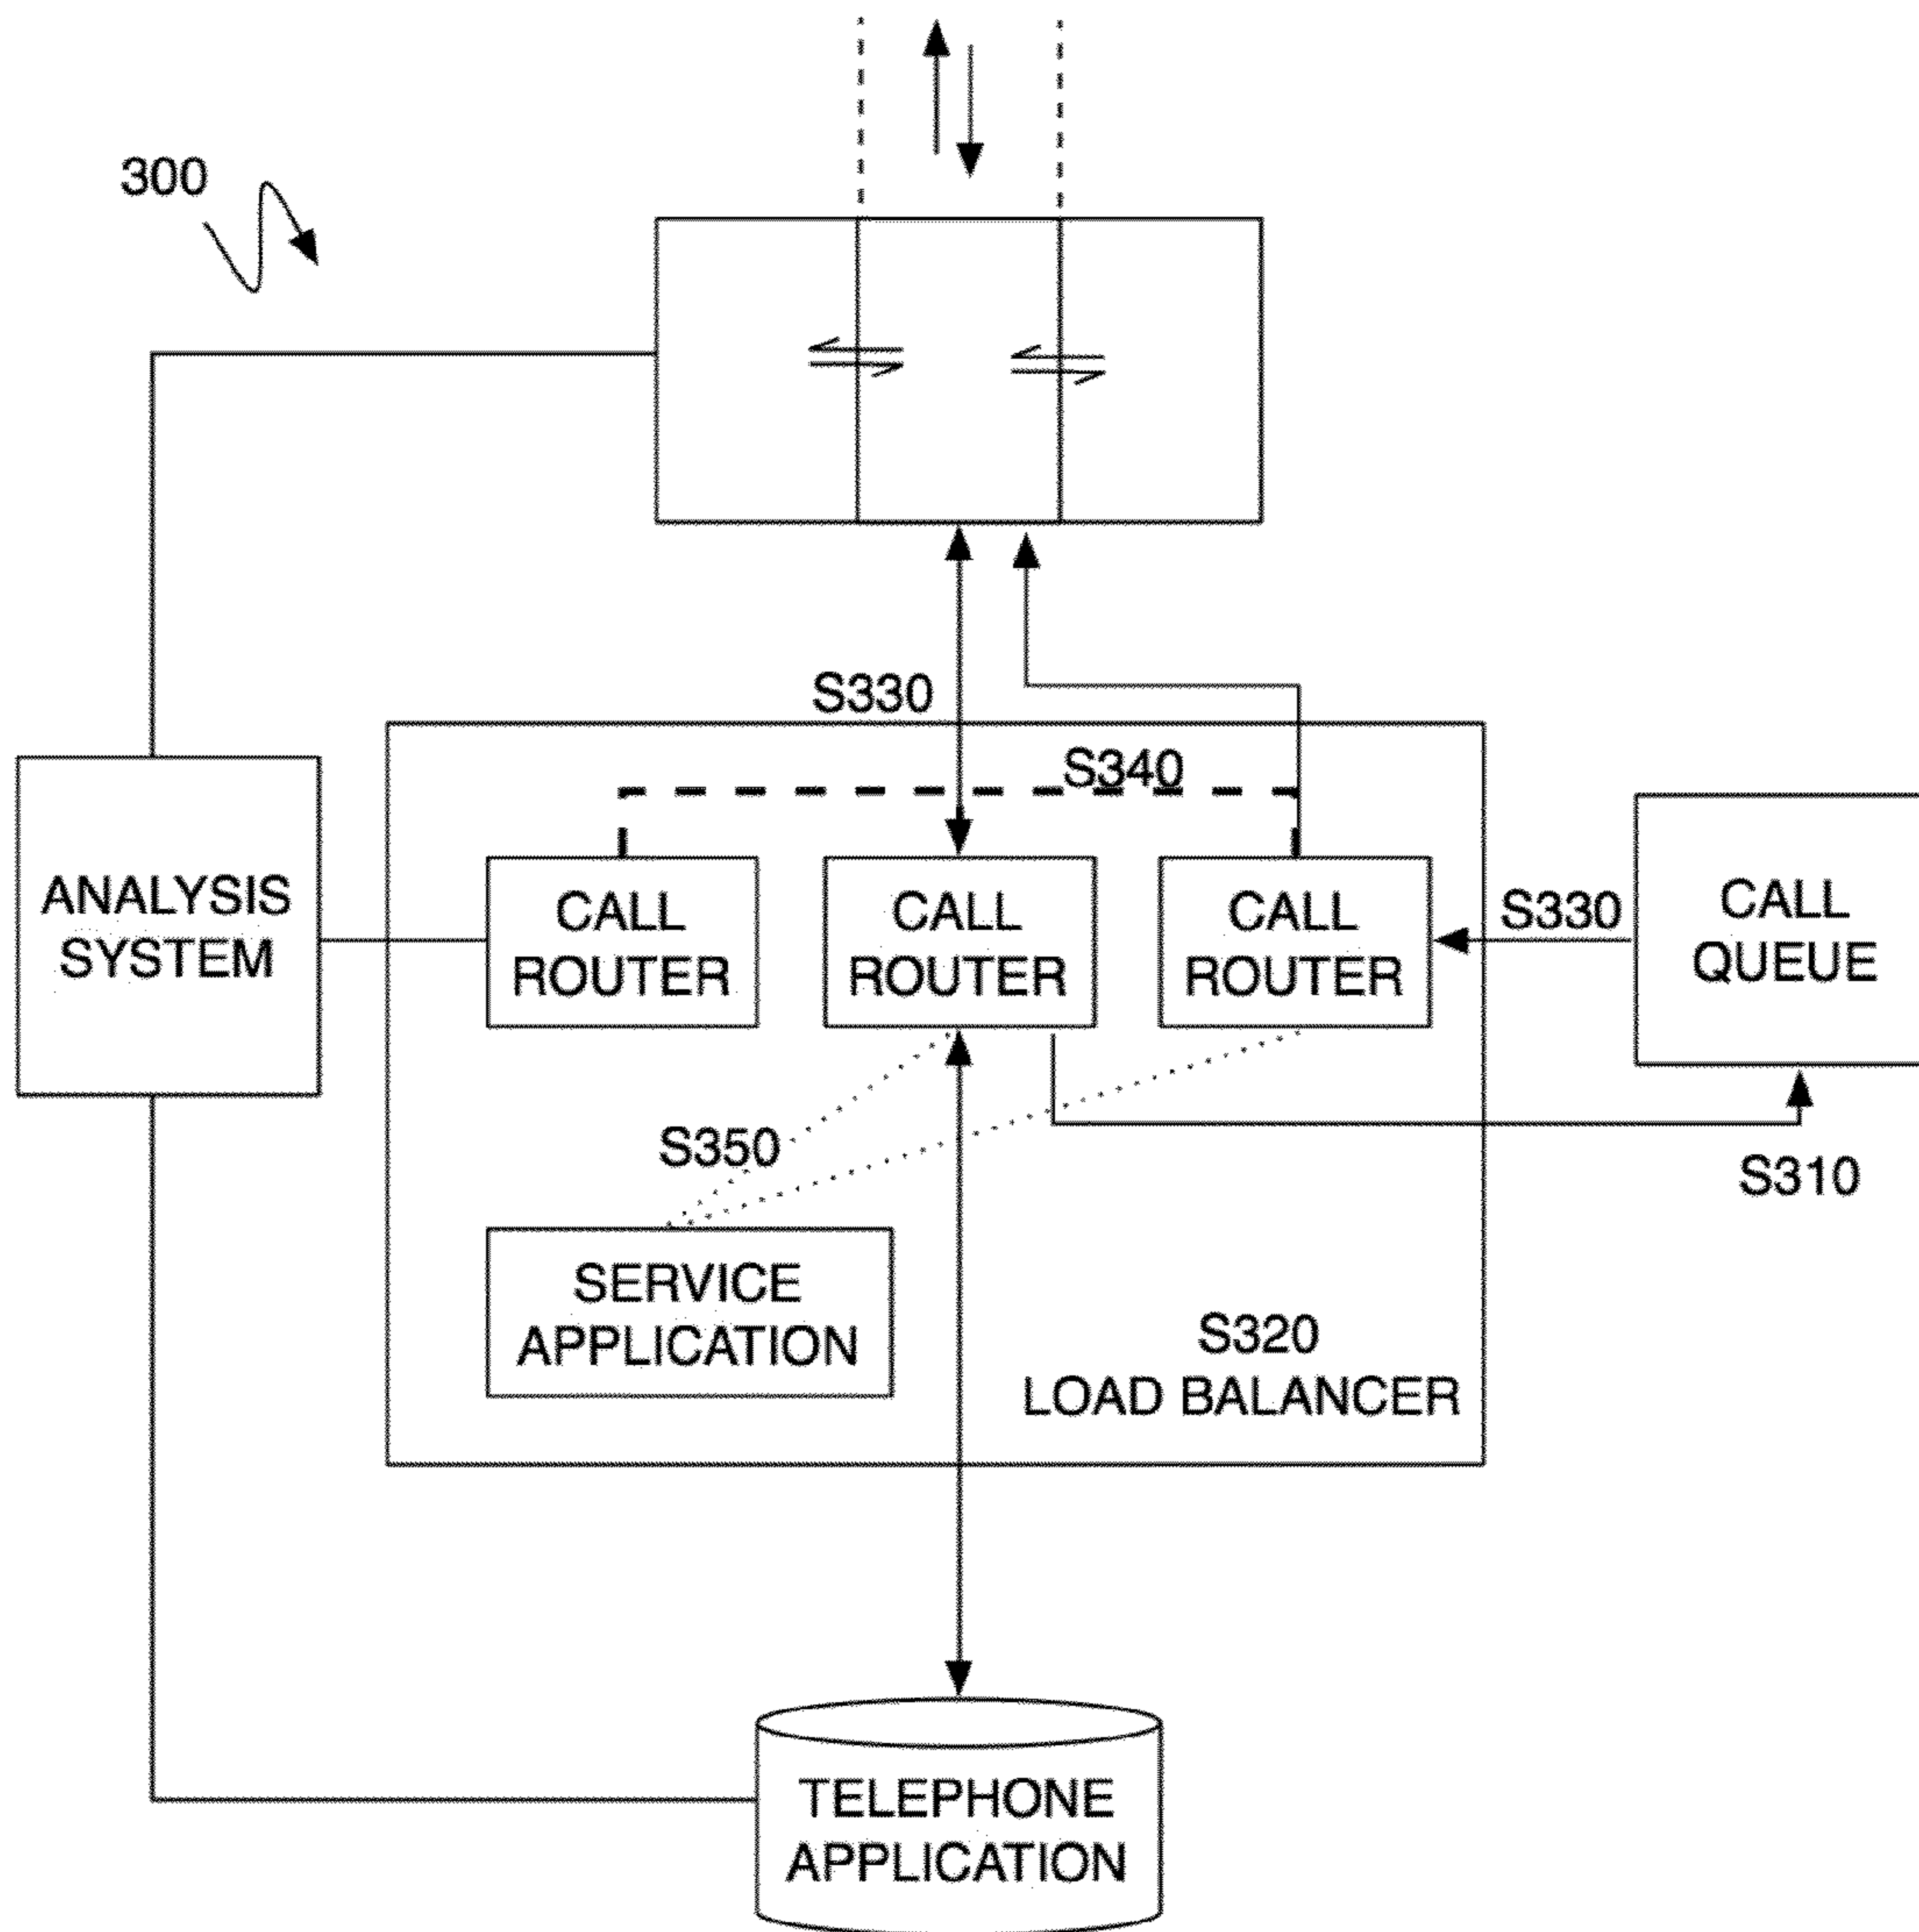 300
S330
S340
ANALYSIS
SYSTEM
CALL
ROUTER
CALL
ROUTER
CALL
ROUTER
S330
CALL
QUEUE
S350
S310
SERVICE
APPLICATION
S320
LOAD BALANCER
TELEPHONE
APPLICATION